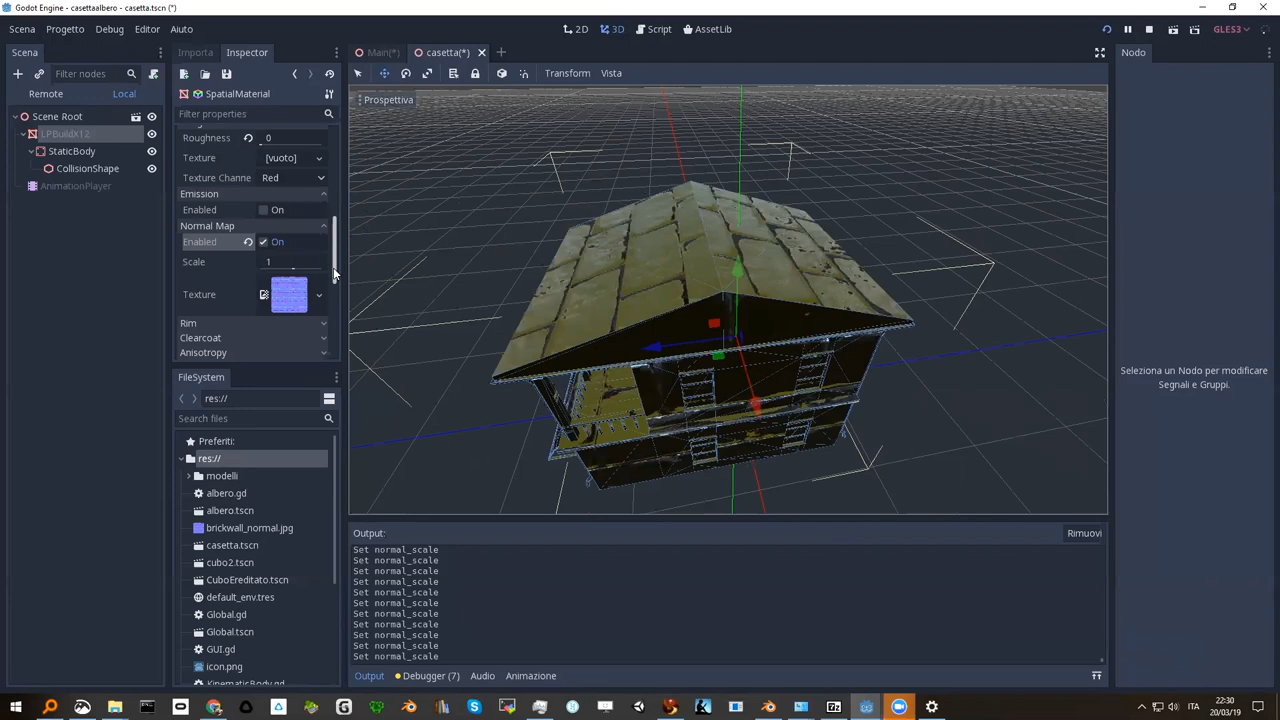 Godot Engine - casettaalbero - casetta.tscn (*)
Scena Progetto Debug Editor Aiuto
2D 3D Script AssetLib
GLES3
Scena
Filter nodes
Remote Local
Scene Root
LPBuildX12
StaticBody
CollisionShape
AnimationPlayer
Importa Inspector
SpatialMaterial
Filter properties
Roughness 0
Texture [vuoto]
Texture Channe Red
Emission
Enabled On
Normal Map
Enabled On
Scale 1
Texture
Rim
Clearcoat
Anisotropy
FileSystem
res://
Search files
Preferiti:
res://
modelli
albero.gd
albero.tscn
brickwall_normal.jpg
casetta.tscn
cubo2.tscn
CuboEreditato.tscn
default_env.tres
Global.gd
Global.tscn
GUI.gd
icon.png
KinematicBody.gd
Main(*) casetta(*)
Transform Vista
Prospettiva
Output:
Rimuovi
Set normal_scale
Set normal_scale
Set normal_scale
Set normal_scale
Set normal_scale
Set normal_scale
Set normal_scale
Set normal_scale
Set normal_scale
Set normal_scale
Set normal_scale
Output Debugger (7) Audio Animazione
Nodo
Seleziona un Nodo per modificare
Segnali e Gruppi.
ITA
22:30
20/03/19